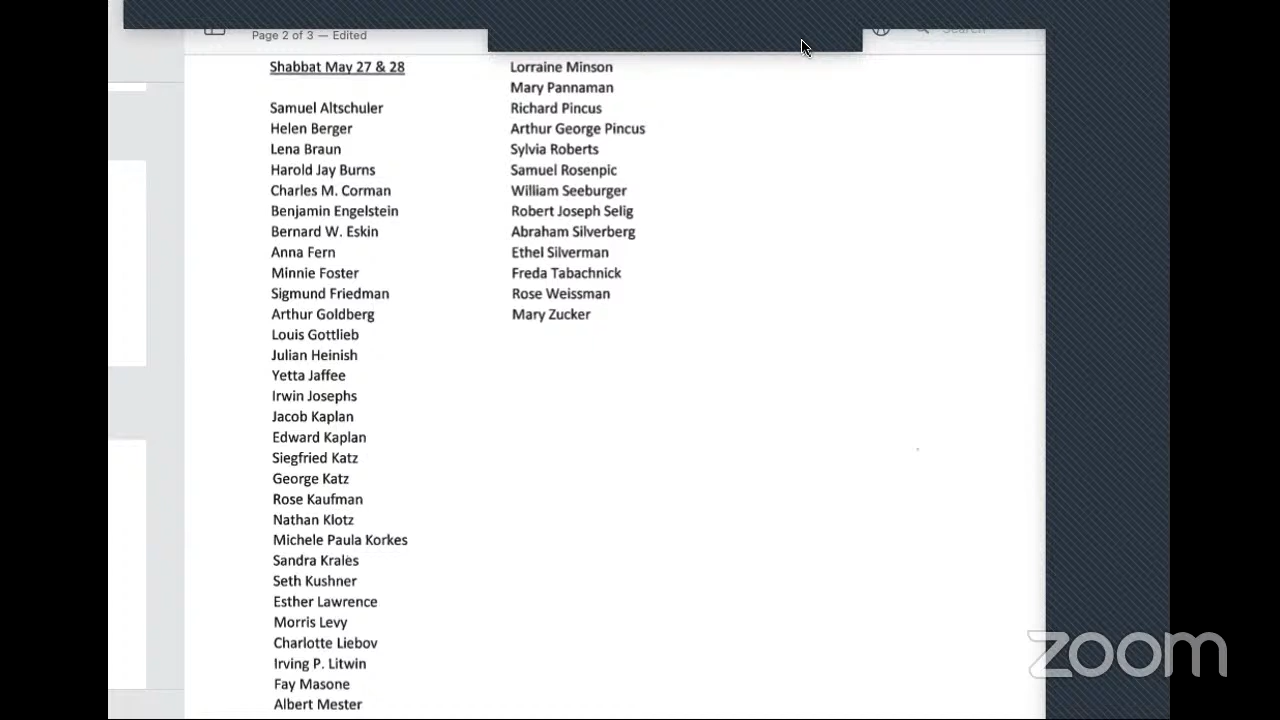 Page 2 of 3 — Edited
Search
Shabbat May 27 & 28
Samuel Altschuler
Helen Berger
Lena Braun
Harold Jay Burns
Charles M. Corman
Benjamin Engelstein
Bernard W. Eskin
Anna Fern
Minnie Foster
Sigmund Friedman
Arthur Goldberg
Louis Gottlieb
Julian Heinish
Yetta Jaffee
Irwin Josephs
Jacob Kaplan
Edward Kaplan
Siegfried Katz
George Katz
Rose Kaufman
Nathan Klotz
Michele Paula Korkes
Sandra Krales
Seth Kushner
Esther Lawrence
Morris Levy
Charlotte Liebov
Irving P. Litwin
Fay Masone
Albert Mester
Lorraine Minson
Mary Pannaman
Richard Pincus
Arthur George Pincus
Sylvia Roberts
Samuel Rosenpic
William Seeburger
Robert Joseph Selig
Abraham Silverberg
Ethel Silverman
Freda Tabachnick
Rose Weissman
Mary Zucker
zoom